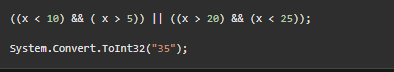 ((x < 10) && ( x > 5)) || ((x > 20) && (x < 25));
System.Convert.ToInt32("35");